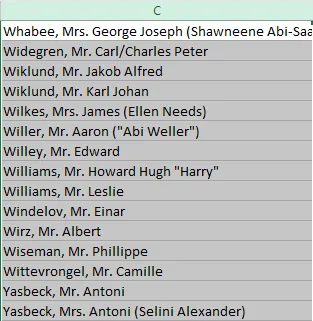 C
Whabee, Mrs. George Joseph (Shawneene Abi-Saa
Widegren, Mr. Carl/Charles Peter
Wiklund, Mr. Jakob Alfred
Wiklund, Mr. Karl Johan
Wilkes, Mrs. James (Ellen Needs)
Willer, Mr. Aaron ("Abi Weller")
Willey, Mr. Edward
Williams, Mr. Howard Hugh "Harry"
Williams, Mr. Leslie
Windelov, Mr. Einar
Wirz, Mr. Albert
Wiseman, Mr. Phillippe
Wittevrongel, Mr. Camille
Yasbeck, Mr. Antoni
Yasbeck, Mrs. Antoni (Selini Alexander)